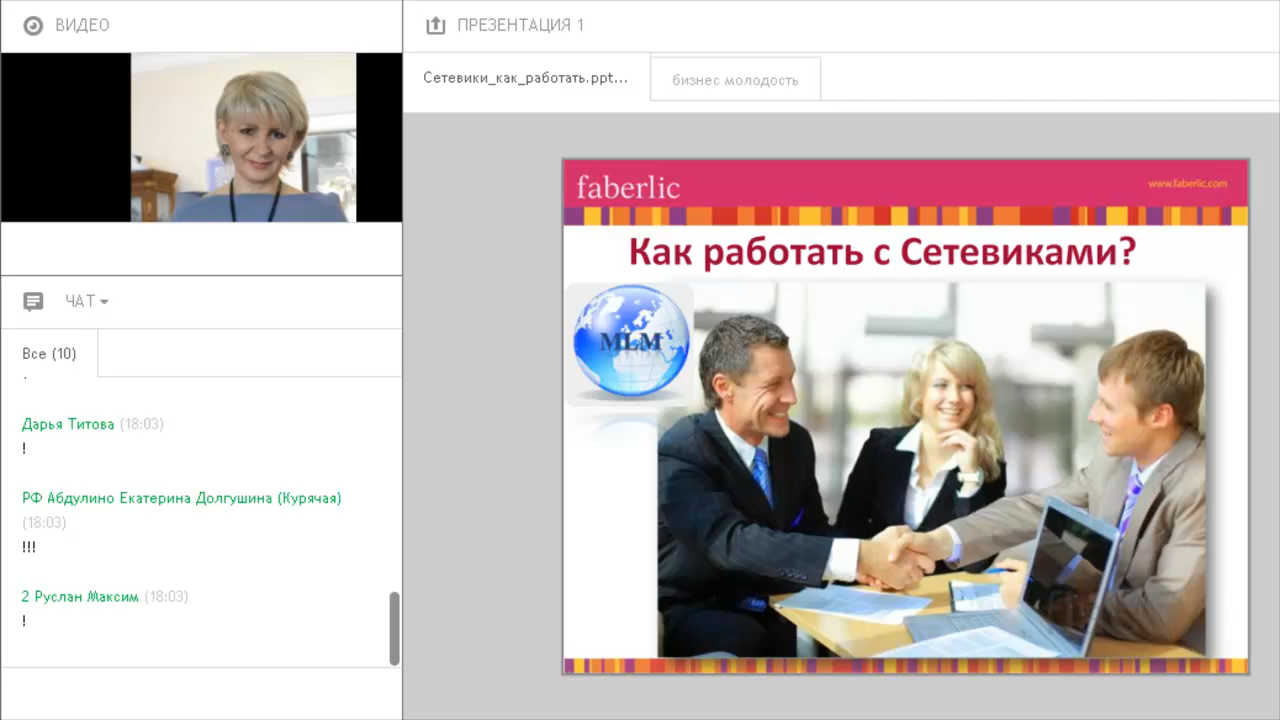 ВИДЕО
ПРЕЗЕНТАЦИЯ 1
Сетевики_как_работать.ppt...
бизнес молодость
faberlic
www.faberlic.com
Как работать с Сетевиками?
MLM
ЧАТ
Все (10)
Дарья Титова (18:03)
!
РФ Абдулино Екатерина Долгушина (Курячая)
(18:03)
!!!
2 Руслан Максим (18:03)
!